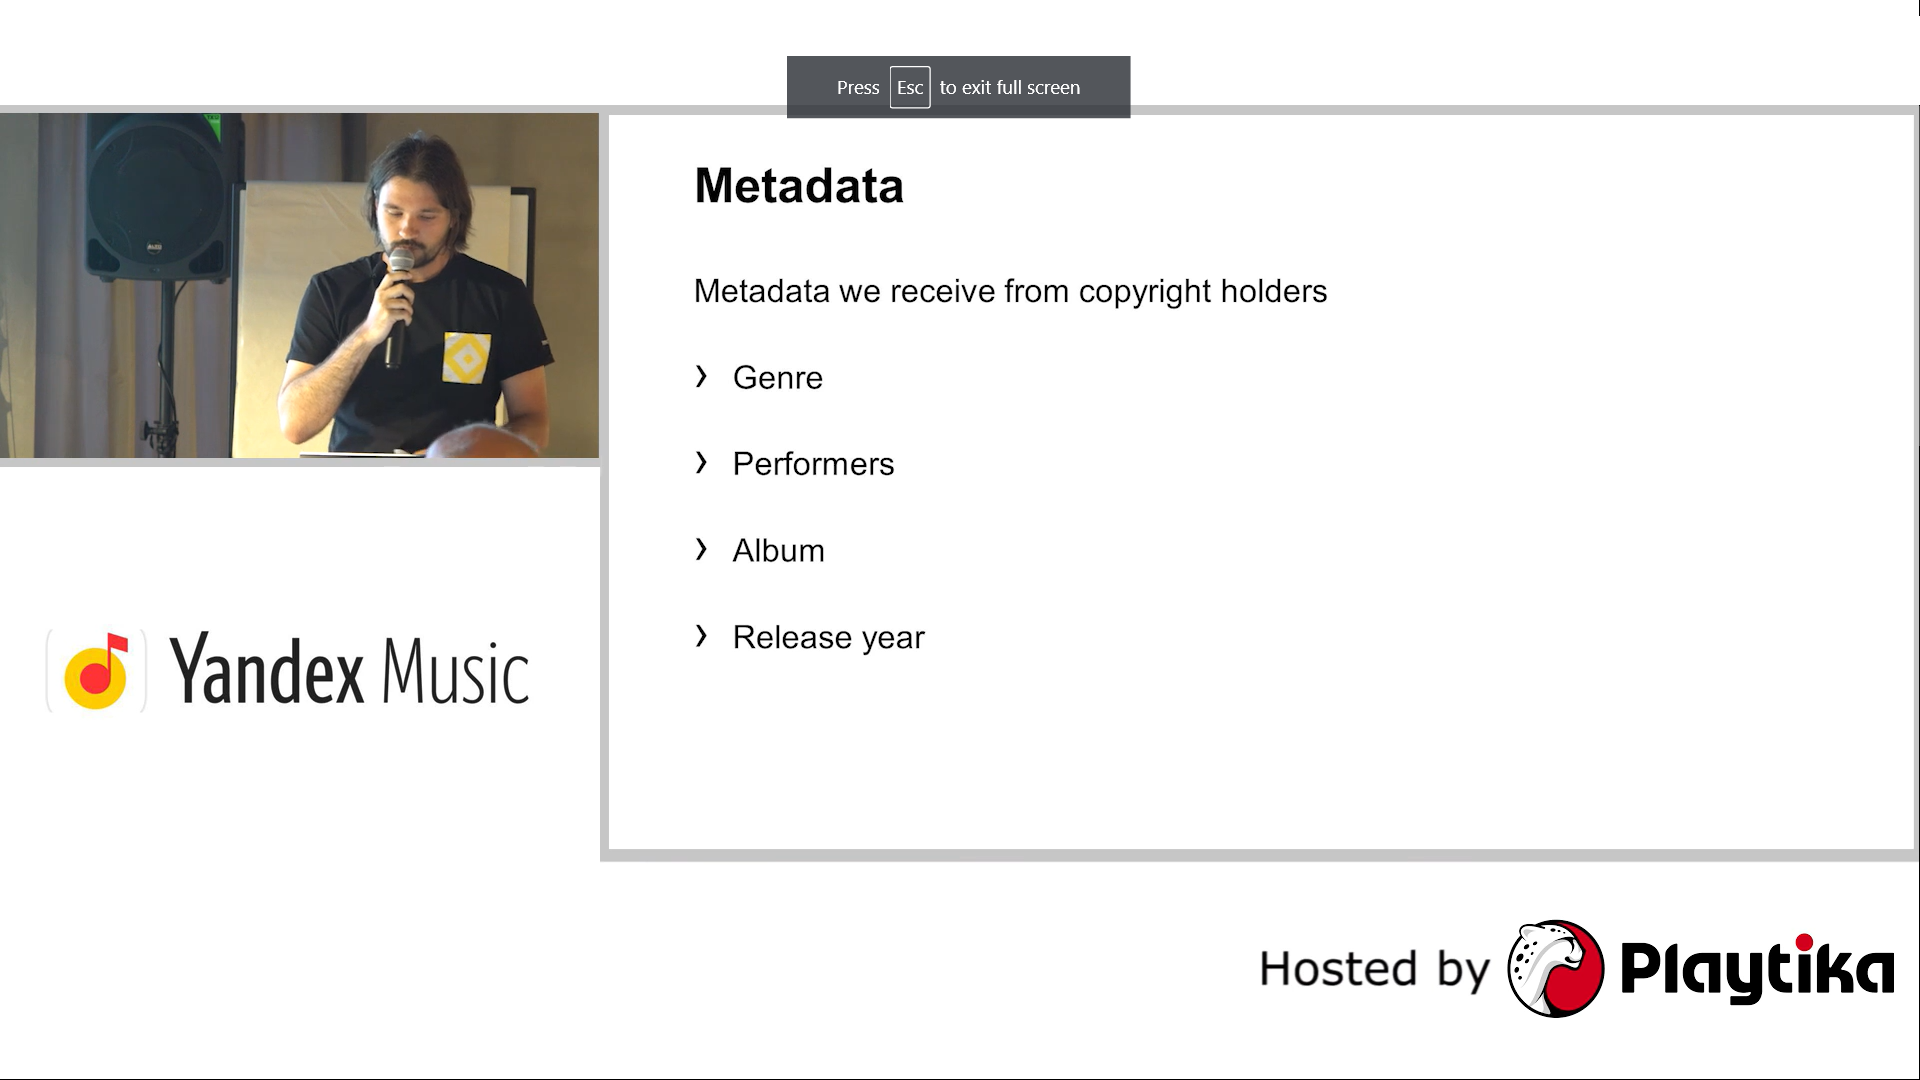 Press Esc to exit full screen
Metadata
Metadata we receive from copyright holders
› Genre
› Performers
› Album
› Release year
Yandex Music
Hosted by Playtika